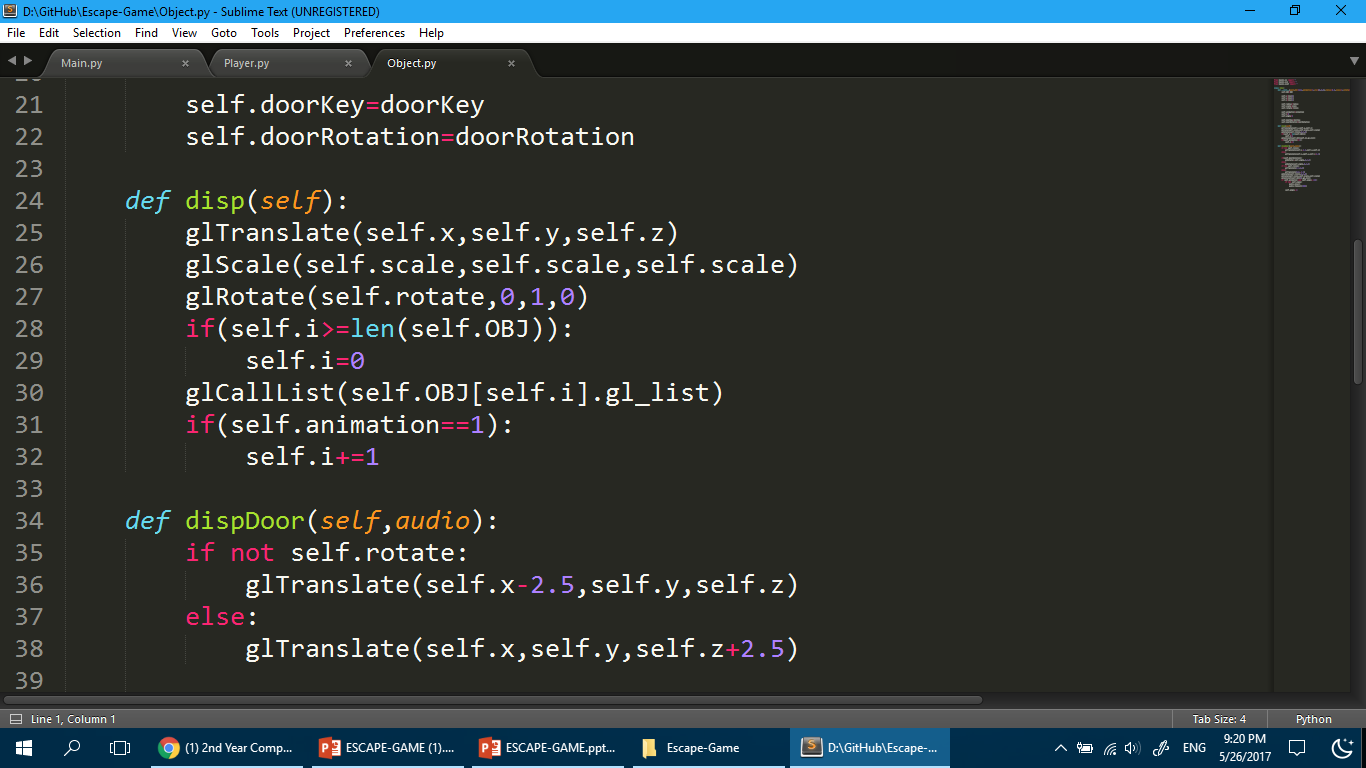 D:\GitHub\Escape-Game\Object.py - Sublime Text (UNREGISTERED)
File Edit Selection Find View Goto Tools Project Preferences Help
Main.py × Player.py × Object.py ×
21 self.doorKey=doorKey
22 self.doorRotation=doorRotation
23
24 def disp(self):
25 glTranslate(self.x,self.y,self.z)
26 glScale(self.scale,self.scale,self.scale)
27 glRotate(self.rotate,0,1,0)
28 if(self.i>=len(self.OBJ)):
29 self.i=0
30 glCallList(self.OBJ[self.i].gl_list)
31 if(self.animation==1):
32 self.i+=1
33
34 def dispDoor(self,audio):
35 if not self.rotate:
36 glTranslate(self.x-2.5,self.y,self.z)
37 else:
38 glTranslate(self.x,self.y,self.z+2.5)
39
Line 1, Column 1 Tab Size: 4 Python
(1) 2nd Year Comp... ESCAPE-GAME (1).... ESCAPE-GAME.ppt... Escape-Game D:\GitHub\Escape-... ENG 9:20 PM
5/26/2017